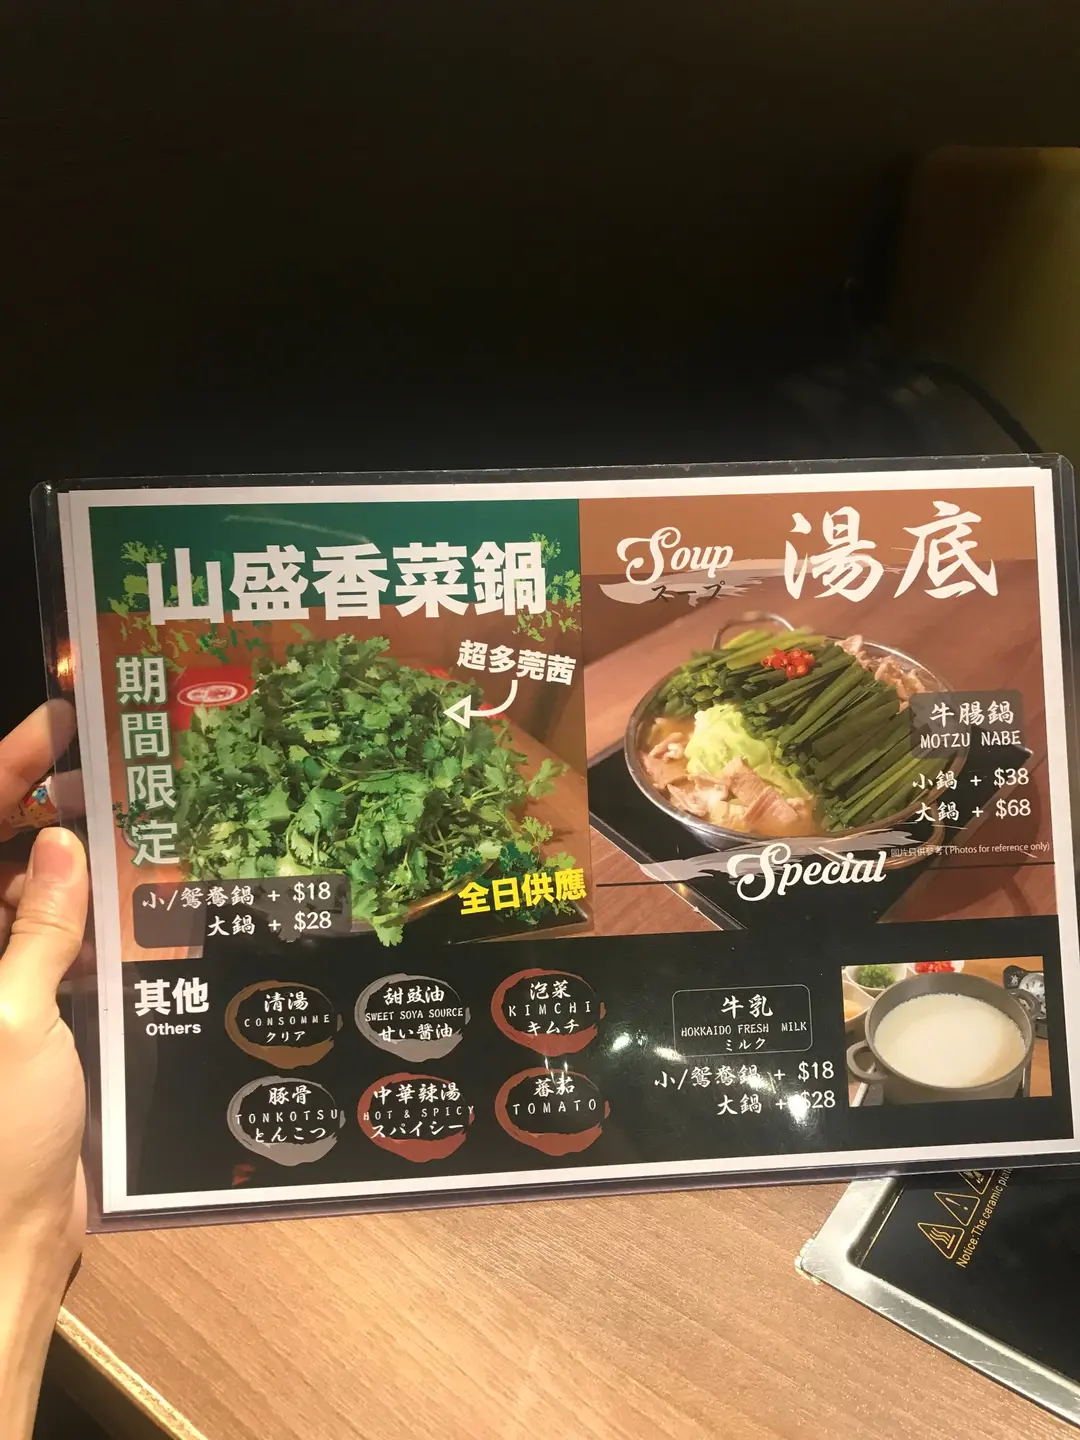 山盛香菜鍋
期間限定
超多莞茜
小/鴛鴦鍋 + $18
大鍋 + $28
全日供應
Soup
スープ
湯底
牛腸鍋
MOTZU NABE
小鍋 + $38
大鍋 + $68
圖片只供參考 (Photos for reference only)
Special
其他
Others
清湯
CONSOMME
クリア
甜豉油
SWEET SOYA SOURCE
甘い醬油
泡菜
KIMCHI
キムチ
豚骨
TONKOTSU
とんこつ
中華辣湯
HOT & SPICY
スパイシー
蕃茄
TOMATO
牛乳
HOKKAIDO FRESH MILK
ミルク
小/鴛鴦鍋 + $18
大鍋 + $28
Notice: The ceramic